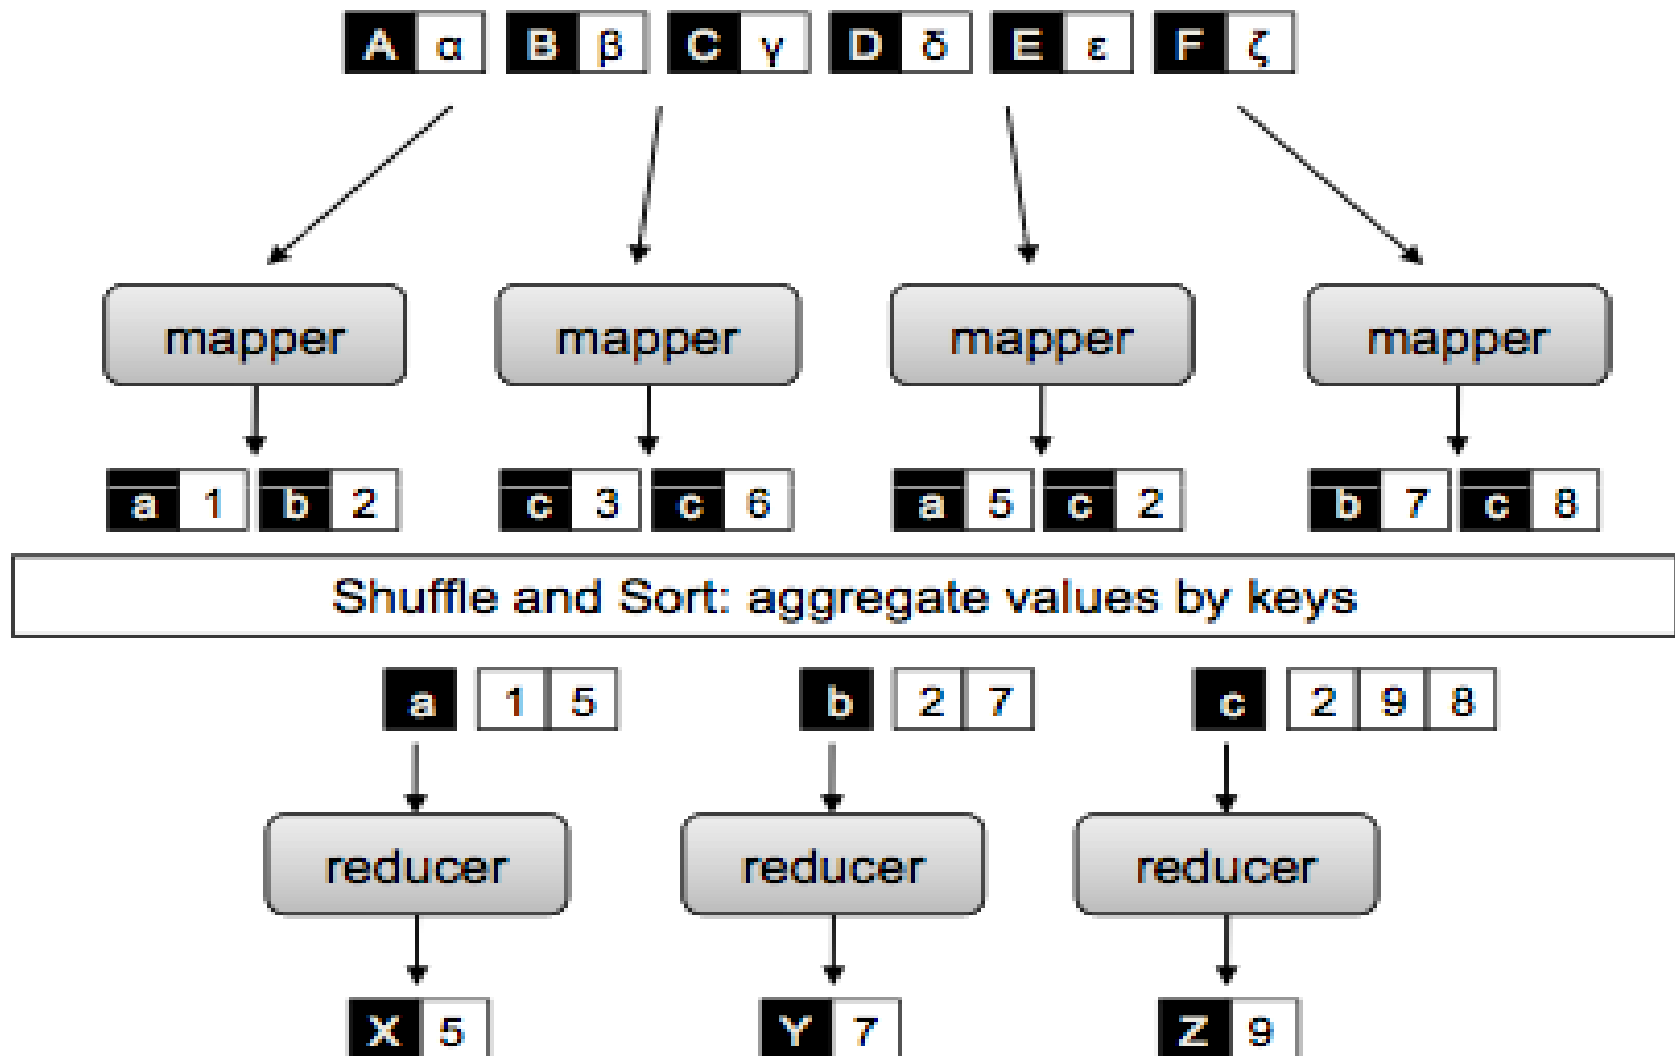 A α B β C γ D δ E ε F ζ
mapper mapper mapper mapper
a 1 b 2 c 3 c 6 a 5 c 2 b 7 c 8
Shuffle and Sort: aggregate values by keys
a 1 5 b 2 7 c 2 9 8
reducer reducer reducer
X 5 Y 7 Z 9